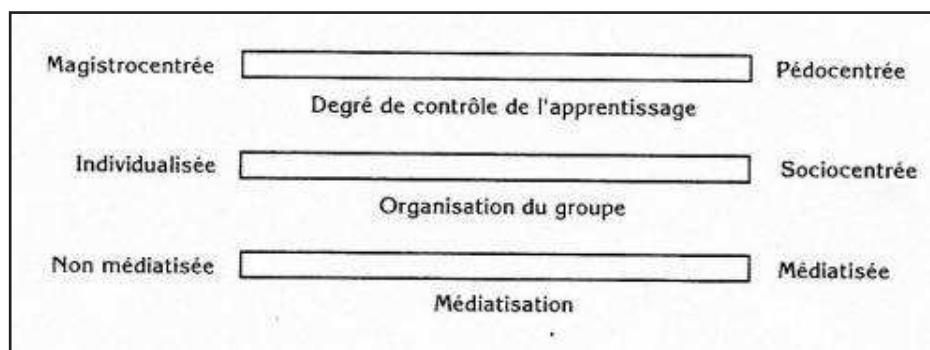 Magistrocentrée Pédocentrée
Degré de contrôle de l'apprentissage
Individualisée Sociocentrée
Organisation du groupe
Non médiatisée Médiatisée
Médiatisation